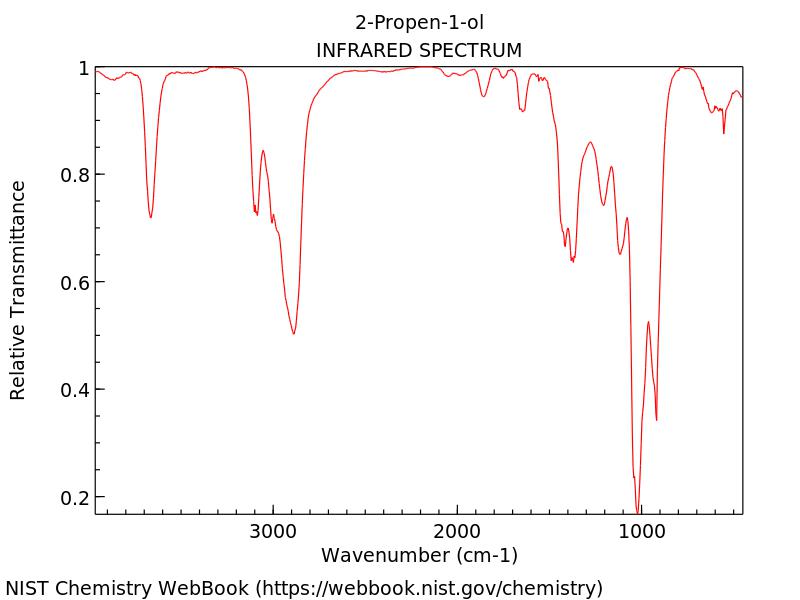 2-Propen-1-ol
INFRARED SPECTRUM
1
0.8
0.6
0.4
0.2
Relative Transmittance
3000 2000 1000
Wavenumber (cm-1)
NIST Chemistry WebBook (https://webbook.nist.gov/chemistry)